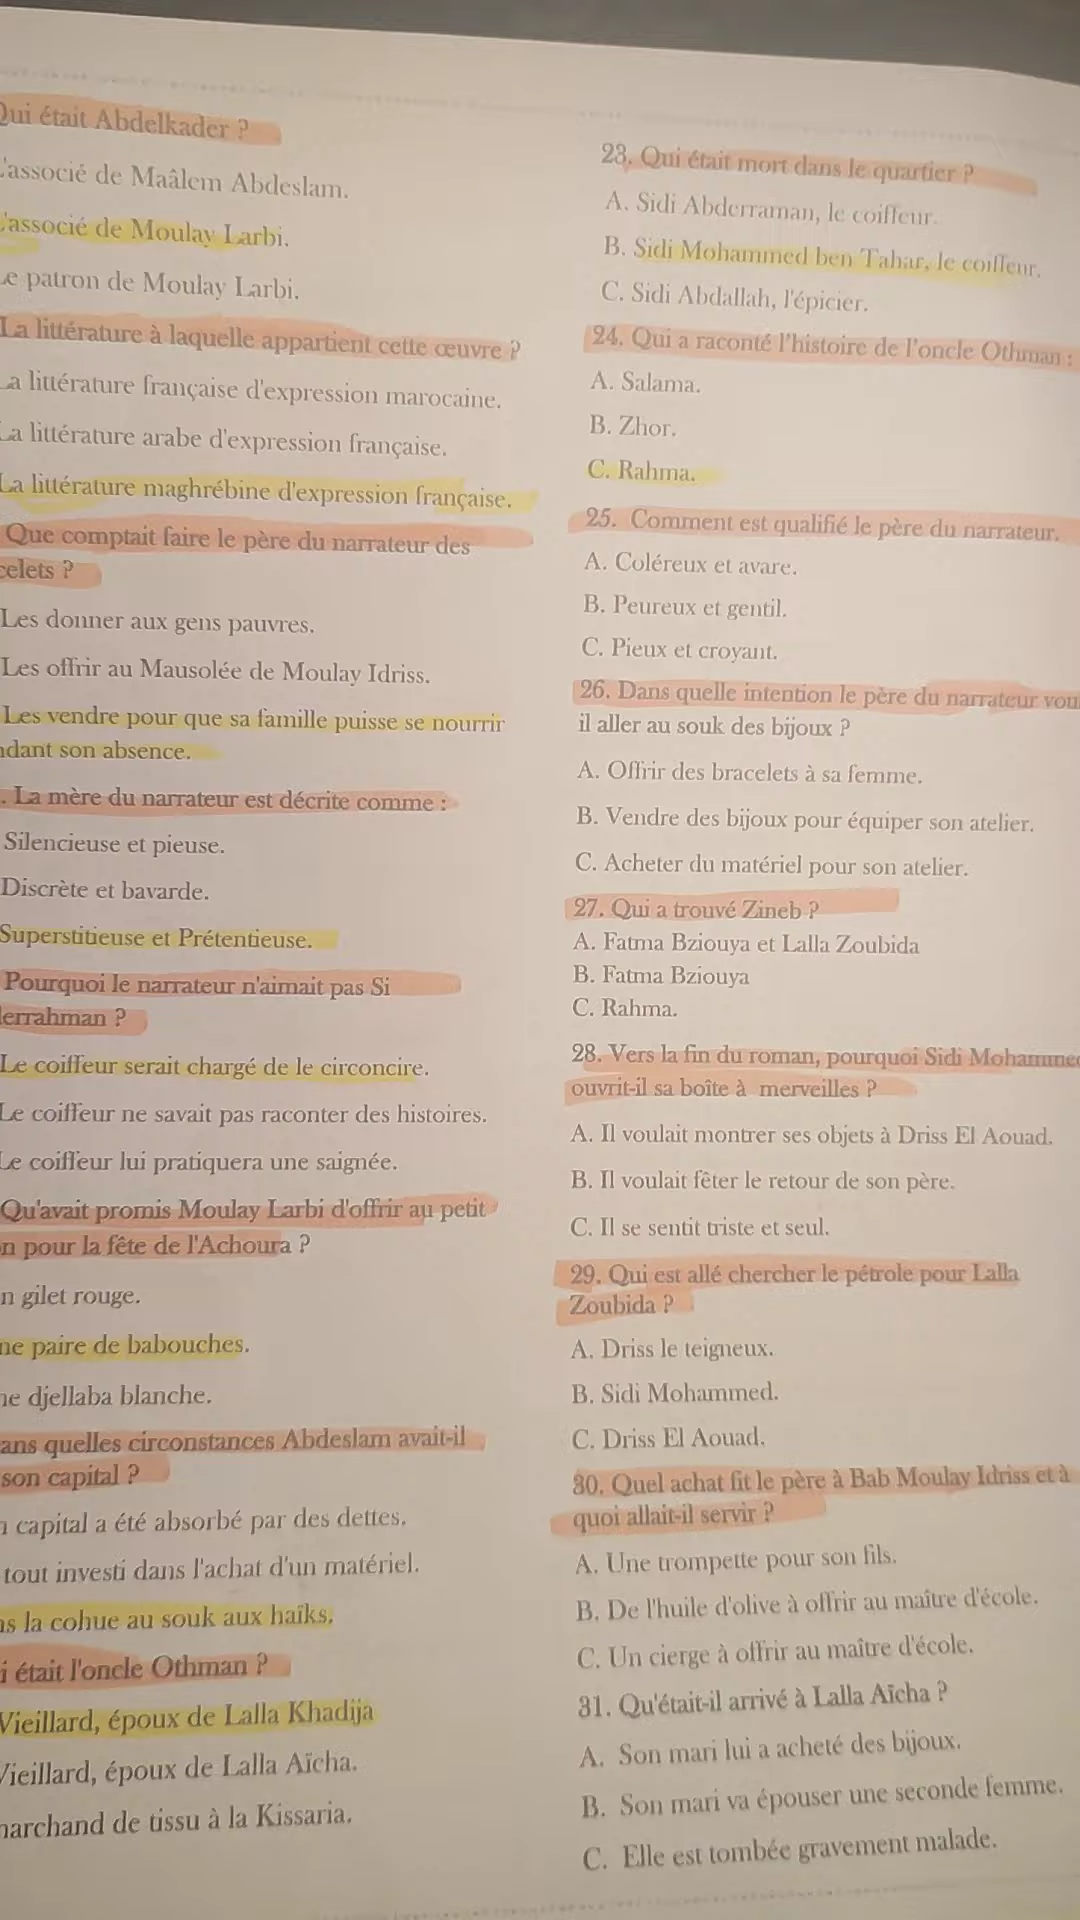 Qui était Abdelkader ?
L'associé de Maâlem Abdeslam.
L'associé de Moulay Larbi.
Le patron de Moulay Larbi.
La littérature à laquelle appartient cette œuvre ?
La littérature française d'expression marocaine.
La littérature arabe d'expression française.
La littérature maghrébine d'expression française.
Que comptait faire le père du narrateur des
celets ?
Les donner aux gens pauvres.
Les offrir au Mausolée de Moulay Idriss.
Les vendre pour que sa famille puisse se nourrir
ndant son absence.
. La mère du narrateur est décrite comme :
Silencieuse et pieuse.
Discrète et bavarde.
Superstitieuse et Prétentieuse.
Pourquoi le narrateur n'aimait pas Si
derrahman ?
Le coiffeur serait chargé de le circoncire.
Le coiffeur ne savait pas raconter des histoires.
Le coiffeur lui pratiquera une saignée.
Qu'avait promis Moulay Larbi d'offrir au petit
n pour la fête de l'Achoura ?
n gilet rouge.
ne paire de babouches.
ne djellaba blanche.
ans quelles circonstances Abdeslam avait-il
son capital ?
n capital a été absorbé par des dettes.
tout investi dans l'achat d'un matériel.
ns la cohue au souk aux haïks.
i était l'oncle Othman ?
Vieillard, époux de Lalla Khadija
Vieillard, époux de Lalla Aïcha.
marchand de tissu à la Kissaria.
23. Qui était mort dans le quartier ?
A. Sidi Abderraman, le coiffeur.
B. Sidi Mohammed ben Tahar, le coiffeur.
C. Sidi Abdallah, l'épicier.
24. Qui a raconté l'histoire de l'oncle Othman :
A. Salama.
B. Zhor.
C. Rahma.
25. Comment est qualifié le père du narrateur.
A. Coléreux et avare.
B. Peureux et gentil.
C. Pieux et croyant.
26. Dans quelle intention le père du narrateur vou
il aller au souk des bijoux ?
A. Offrir des bracelets à sa femme.
B. Vendre des bijoux pour équiper son atelier.
C. Acheter du matériel pour son atelier.
27. Qui a trouvé Zineb ?
A. Fatma Bziouya et Lalla Zoubida
B. Fatma Bziouya
C. Rahma.
28. Vers la fin du roman, pourquoi Sidi Mohammed
ouvrit-il sa boîte à merveilles ?
A. Il voulait montrer ses objets à Driss El Aouad.
B. Il voulait fêter le retour de son père.
C. Il se sentit triste et seul.
29. Qui est allé chercher le pétrole pour Lalla
Zoubida ?
A. Driss le teigneux.
B. Sidi Mohammed.
C. Driss El Aouad.
30. Quel achat fit le père à Bab Moulay Idriss et à
quoi allait-il servir ?
A. Une trompette pour son fils.
B. De l'huile d'olive à offrir au maître d'école.
C. Un cierge à offrir au maître d'école.
31. Qu'était-il arrivé à Lalla Aïcha ?
A. Son mari lui a acheté des bijoux.
B. Son mari va épouser une seconde femme.
C. Elle est tombée gravement malade.